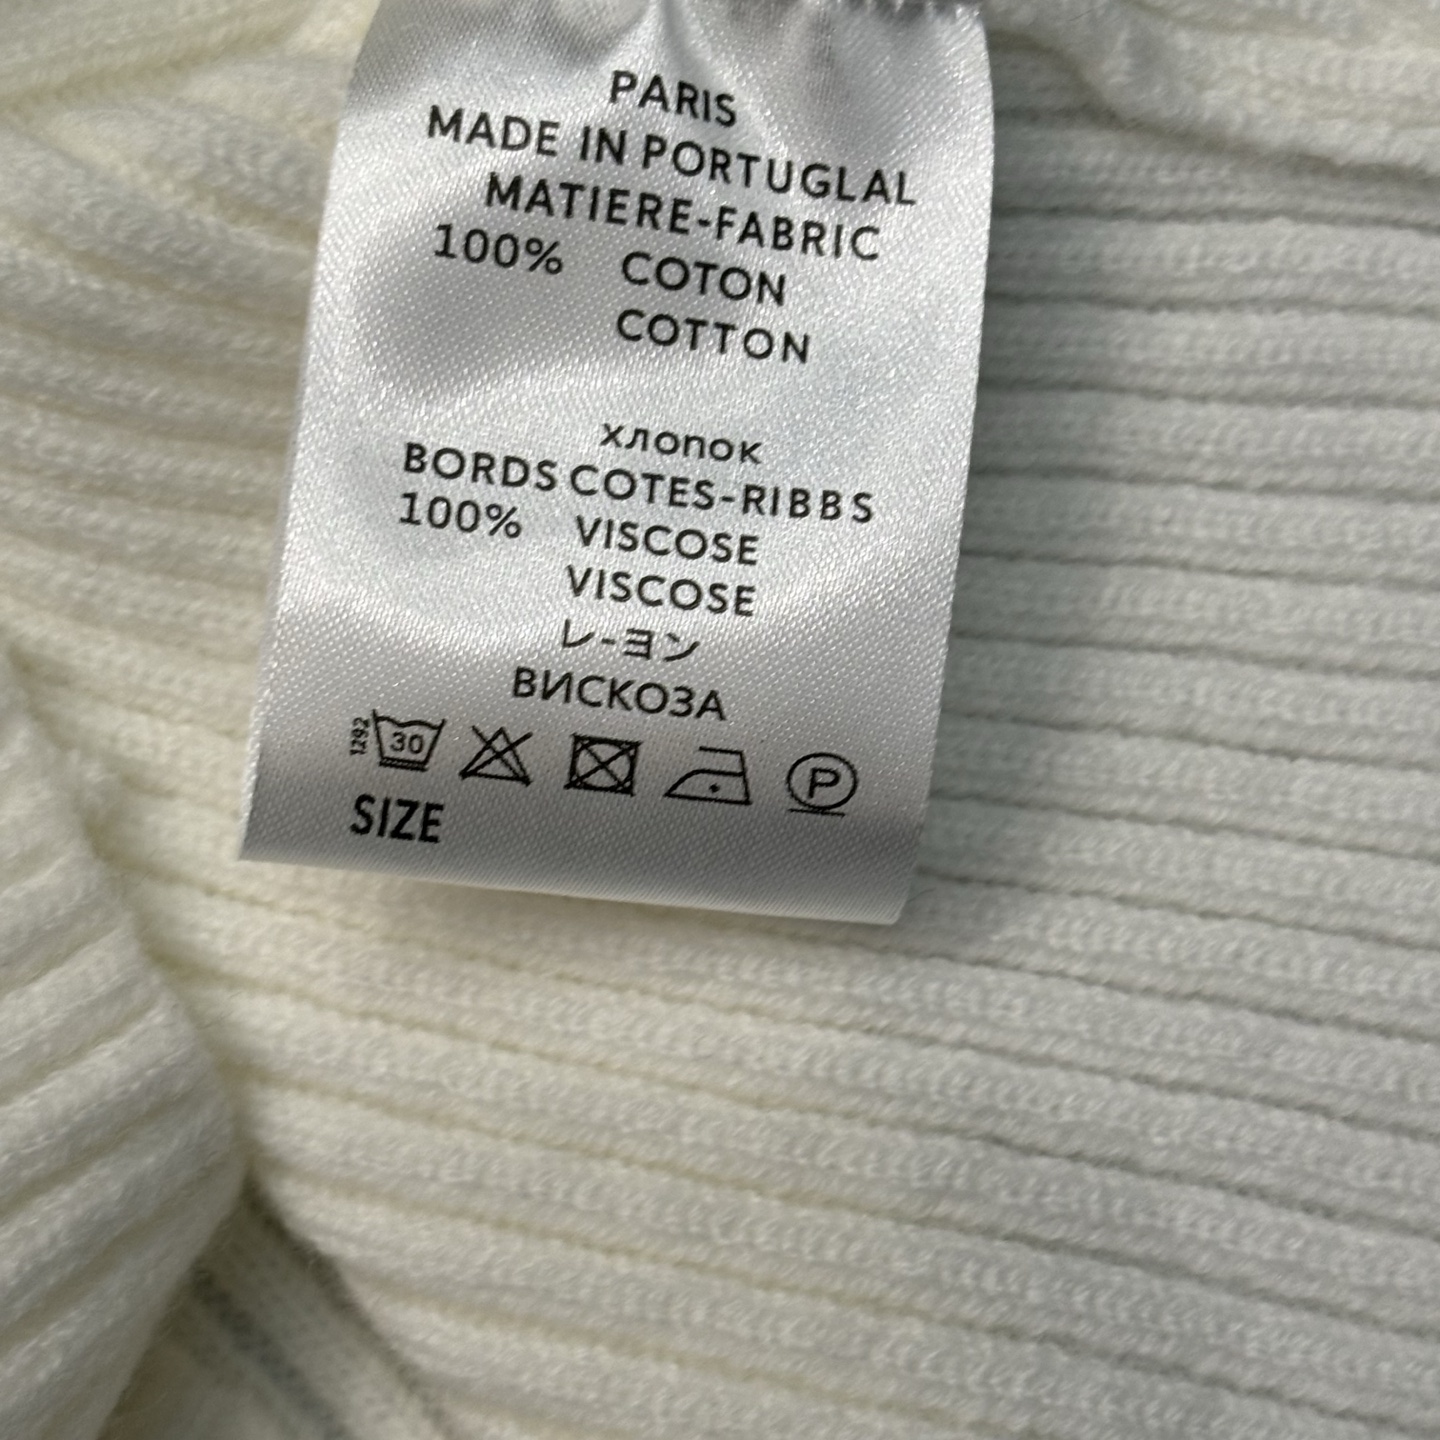 PARIS
MADE IN PORTUGLAL
MATIERE-FABRIC
100% COTON
COTTON
хлопок
BORDS COTES-RIBBS
100% VISCOSE
VISCOSE
レ-ヨン
ВИСКОЗА
1292 30 P
SIZE